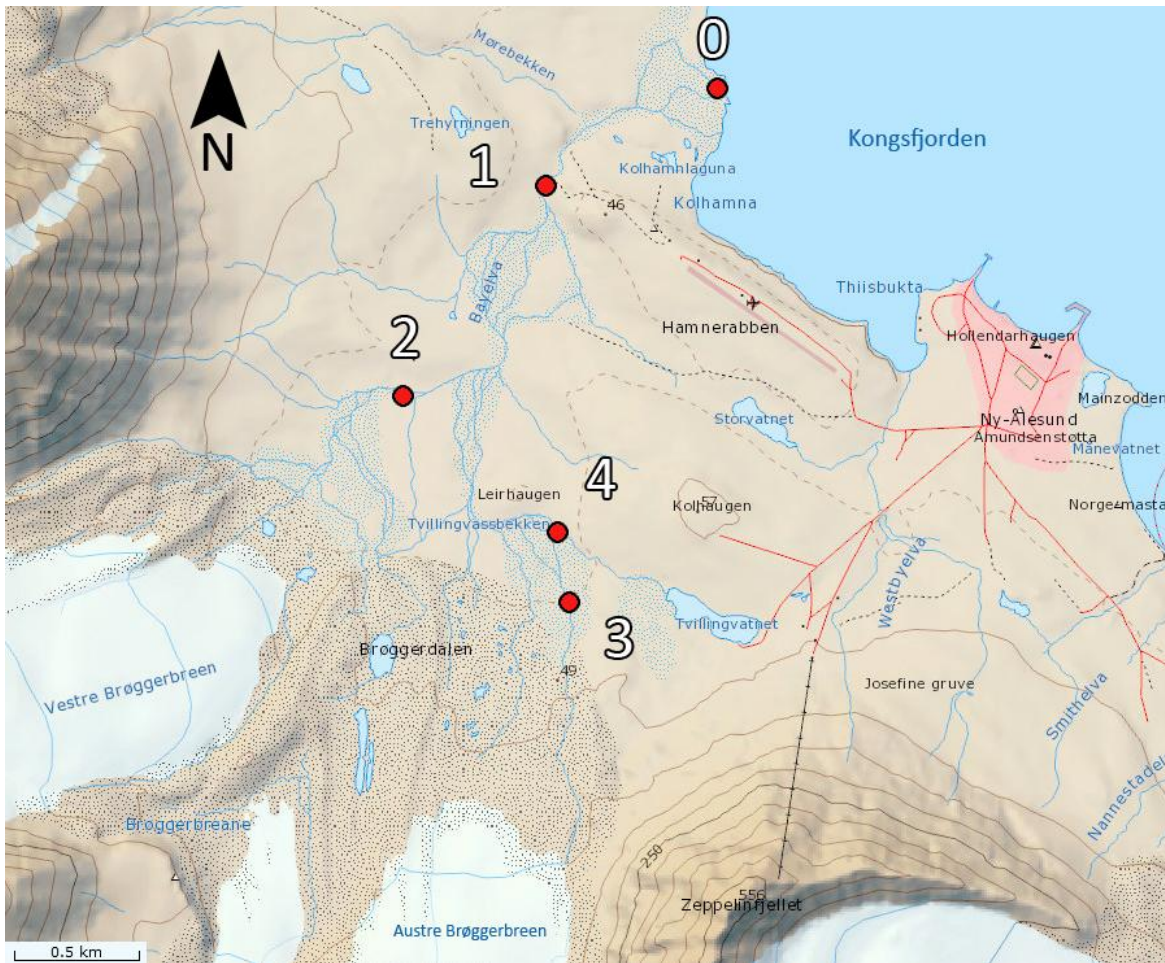 0
Mørebekken
Kongsfjorden
Trehyrningen
N
1
Kolhamnlaguna
46
Kolhamna
Bayelva
Thiisbukta
Hamnerabben
Hollendarhaugen
2
Mainzodden
Storvatnet
Ny-Ålesund
Amundsenstøtta
Månevatnet
4
Leirhaugen
57
Kolhaugen
Norgemasta
Tvillingvassbekken
Westbyelva
3
Tvillingvatnet
Brøggerdalen
49
Vestre Brøggerbreen
Josefine gruve
Smithelva
Nannestadel
Brøggerbreane
250
556
Zeppelinfjellet
Austre Brøggerbreen
0.5 km